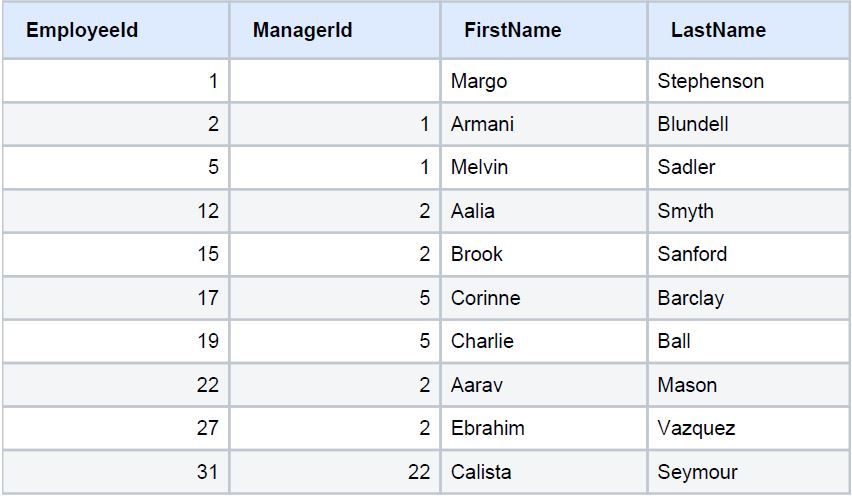 EmployeeId ManagerId FirstName LastName
1 Margo Stephenson
2 1 Armani Blundell
5 1 Melvin Sadler
12 2 Aalia Smyth
15 2 Brook Sanford
17 5 Corinne Barclay
19 5 Charlie Ball
22 2 Aarav Mason
27 2 Ebrahim Vazquez
31 22 Calista Seymour